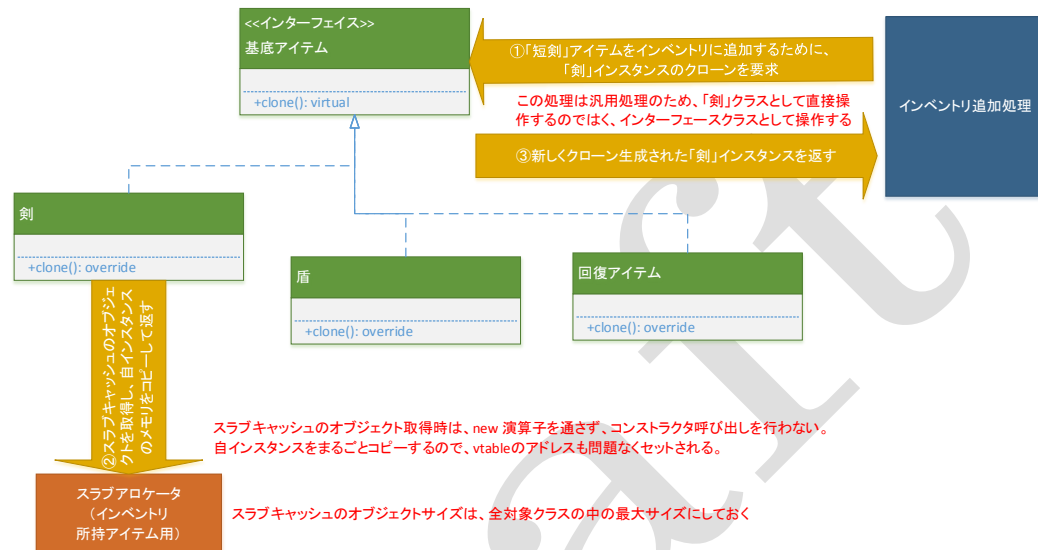 <<インターフェイス>>
基底アイテム
+clone(): virtual
①「短剣」アイテムをインベントリに追加するために、
「剣」インスタンスのクローンを要求
この処理は汎用処理のため、「剣」クラスとして直接操
作するのではく、インターフェースクラスとして操作する
③新しくクローン生成された「剣」インスタンスを返す
インベントリ追加処理
剣
+clone(): override
盾
+clone(): override
回復アイテム
+clone(): override
②スラブキャッシュのオブジェ
クトを取得し、自インスタンス
のメモリをコピーして返す
スラブキャッシュのオブジェクト取得時は、new 演算子を通さず、コンストラクタ呼び出しを行わない。
自インスタンスをまるごとコピーするので、vtableのアドレスも問題なくセットされる。
スラブアロケータ
(インベントリ
所持アイテム用)
スラブキャッシュのオブジェクトサイズは、全対象クラスの中の最大サイズにしておく